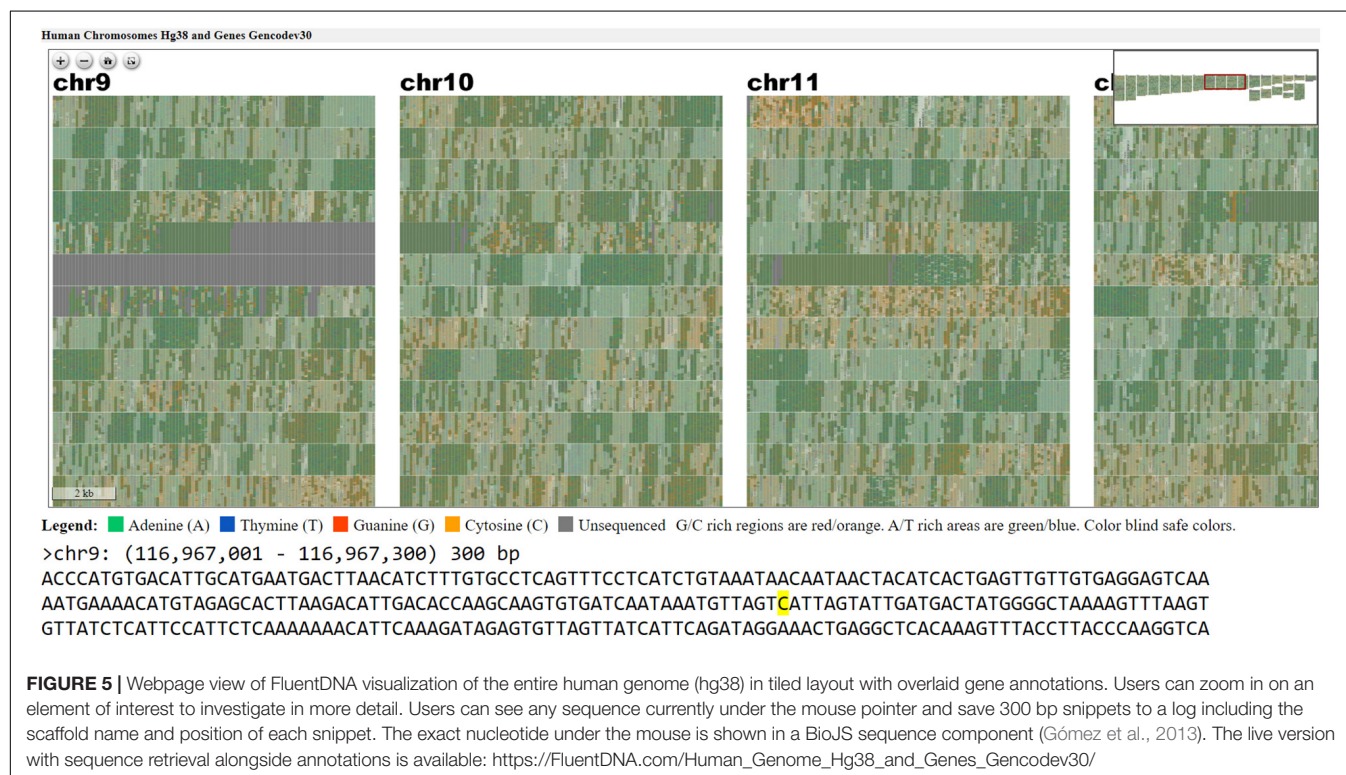 Human Chromosomes Hg38 and Genes Gencodev30
chr9 chr10 chr11
2 kb
Legend: Adenine (A) Thymine (T) Guanine (G) Cytosine (C) Unsequenced G/C rich regions are red/orange. A/T rich areas are green/blue. Color blind safe colors.
>chr9: (116,967,001 - 116,967,300) 300 bp
ACCCATGTGACATTGCATGAATGACTTAACATCTTTGTGCCTCAGTTTCCTCATCTGTAAATAACAATAACTACATCACTGAGTTGTTGTGAGGAGTCAA
AATGAAAACATGTAGAGCACTTAAGACATTGACACCAAGCAAGTGTGATCAATAAATGTTAGTCATTAGTATTGATGACTATGGGGCTAAAAGTTTAAGT
GTTATCTCATTCCATTCTCAAAAAAACATTCAAAGATAGAGTGTTAGTTATCATTCAGATAGGAAACTGAGGCTCACAAAGTTTACCTTACCCAAGGTCA
FIGURE 5 | Webpage view of FluentDNA visualization of the entire human genome (hg38) in tiled layout with overlaid gene annotations. Users can zoom in on an
element of interest to investigate in more detail. Users can see any sequence currently under the mouse pointer and save 300 bp snippets to a log including the
scaffold name and position of each snippet. The exact nucleotide under the mouse is shown in a BioJS sequence component (Gómez et al., 2013). The live version
with sequence retrieval alongside annotations is available: https://FluentDNA.com/Human_Genome_Hg38_and_Genes_Gencodev30/